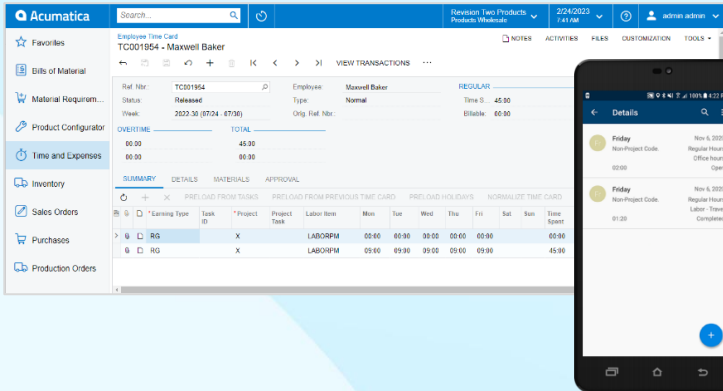 Acumatica
Search...
Revision Two Products
Products Wholesale
2/24/2023
7:41 AM
admin admin
Favorites
Bills of Material
Material Requirem...
Product Configurator
Time and Expenses
Inventory
Sales Orders
Purchases
Production Orders
Employee Time Card
TC001954 - Maxwell Baker
NOTES ACTIVITIES FILES CUSTOMIZATION TOOLS
VIEW TRANSACTIONS ...
Ref. Nbr.: TC001954 Employee: Maxwell Baker REGULAR
Status: Released Type: Normal Time S... 45:00
Week: 2022-30 (07/24 - 07/30) Orig. Ref. Nbr.: Billable: 00:00
OVERTIME TOTAL
00:00 45:00
00:00 00:00
SUMMARY DETAILS MATERIALS APPROVAL
PRELOAD FROM TASKS PRELOAD FROM PREVIOUS TIME CARD PRELOAD HOLIDAYS NORMALIZE TIME CARD
*Earning Type Task ID *Project Project Task Labor Item Mon Tue Wed Thu Fri Sat Sun Time Spent
RG X LABORPM 00:00 00:00 00:00 00:00 00:00 00:00
RG X LABORPM 09:00 09:00 09:00 09:00 09:00 45:00
100% 4:22 P
Details
Friday Nov 6, 202
Non-Project Code. Regular Hour
Office hour
02:00 Ope
Friday Nov 6, 202
Non-Project Code. Regular Hour
Labor - Trave
01:20 Complete